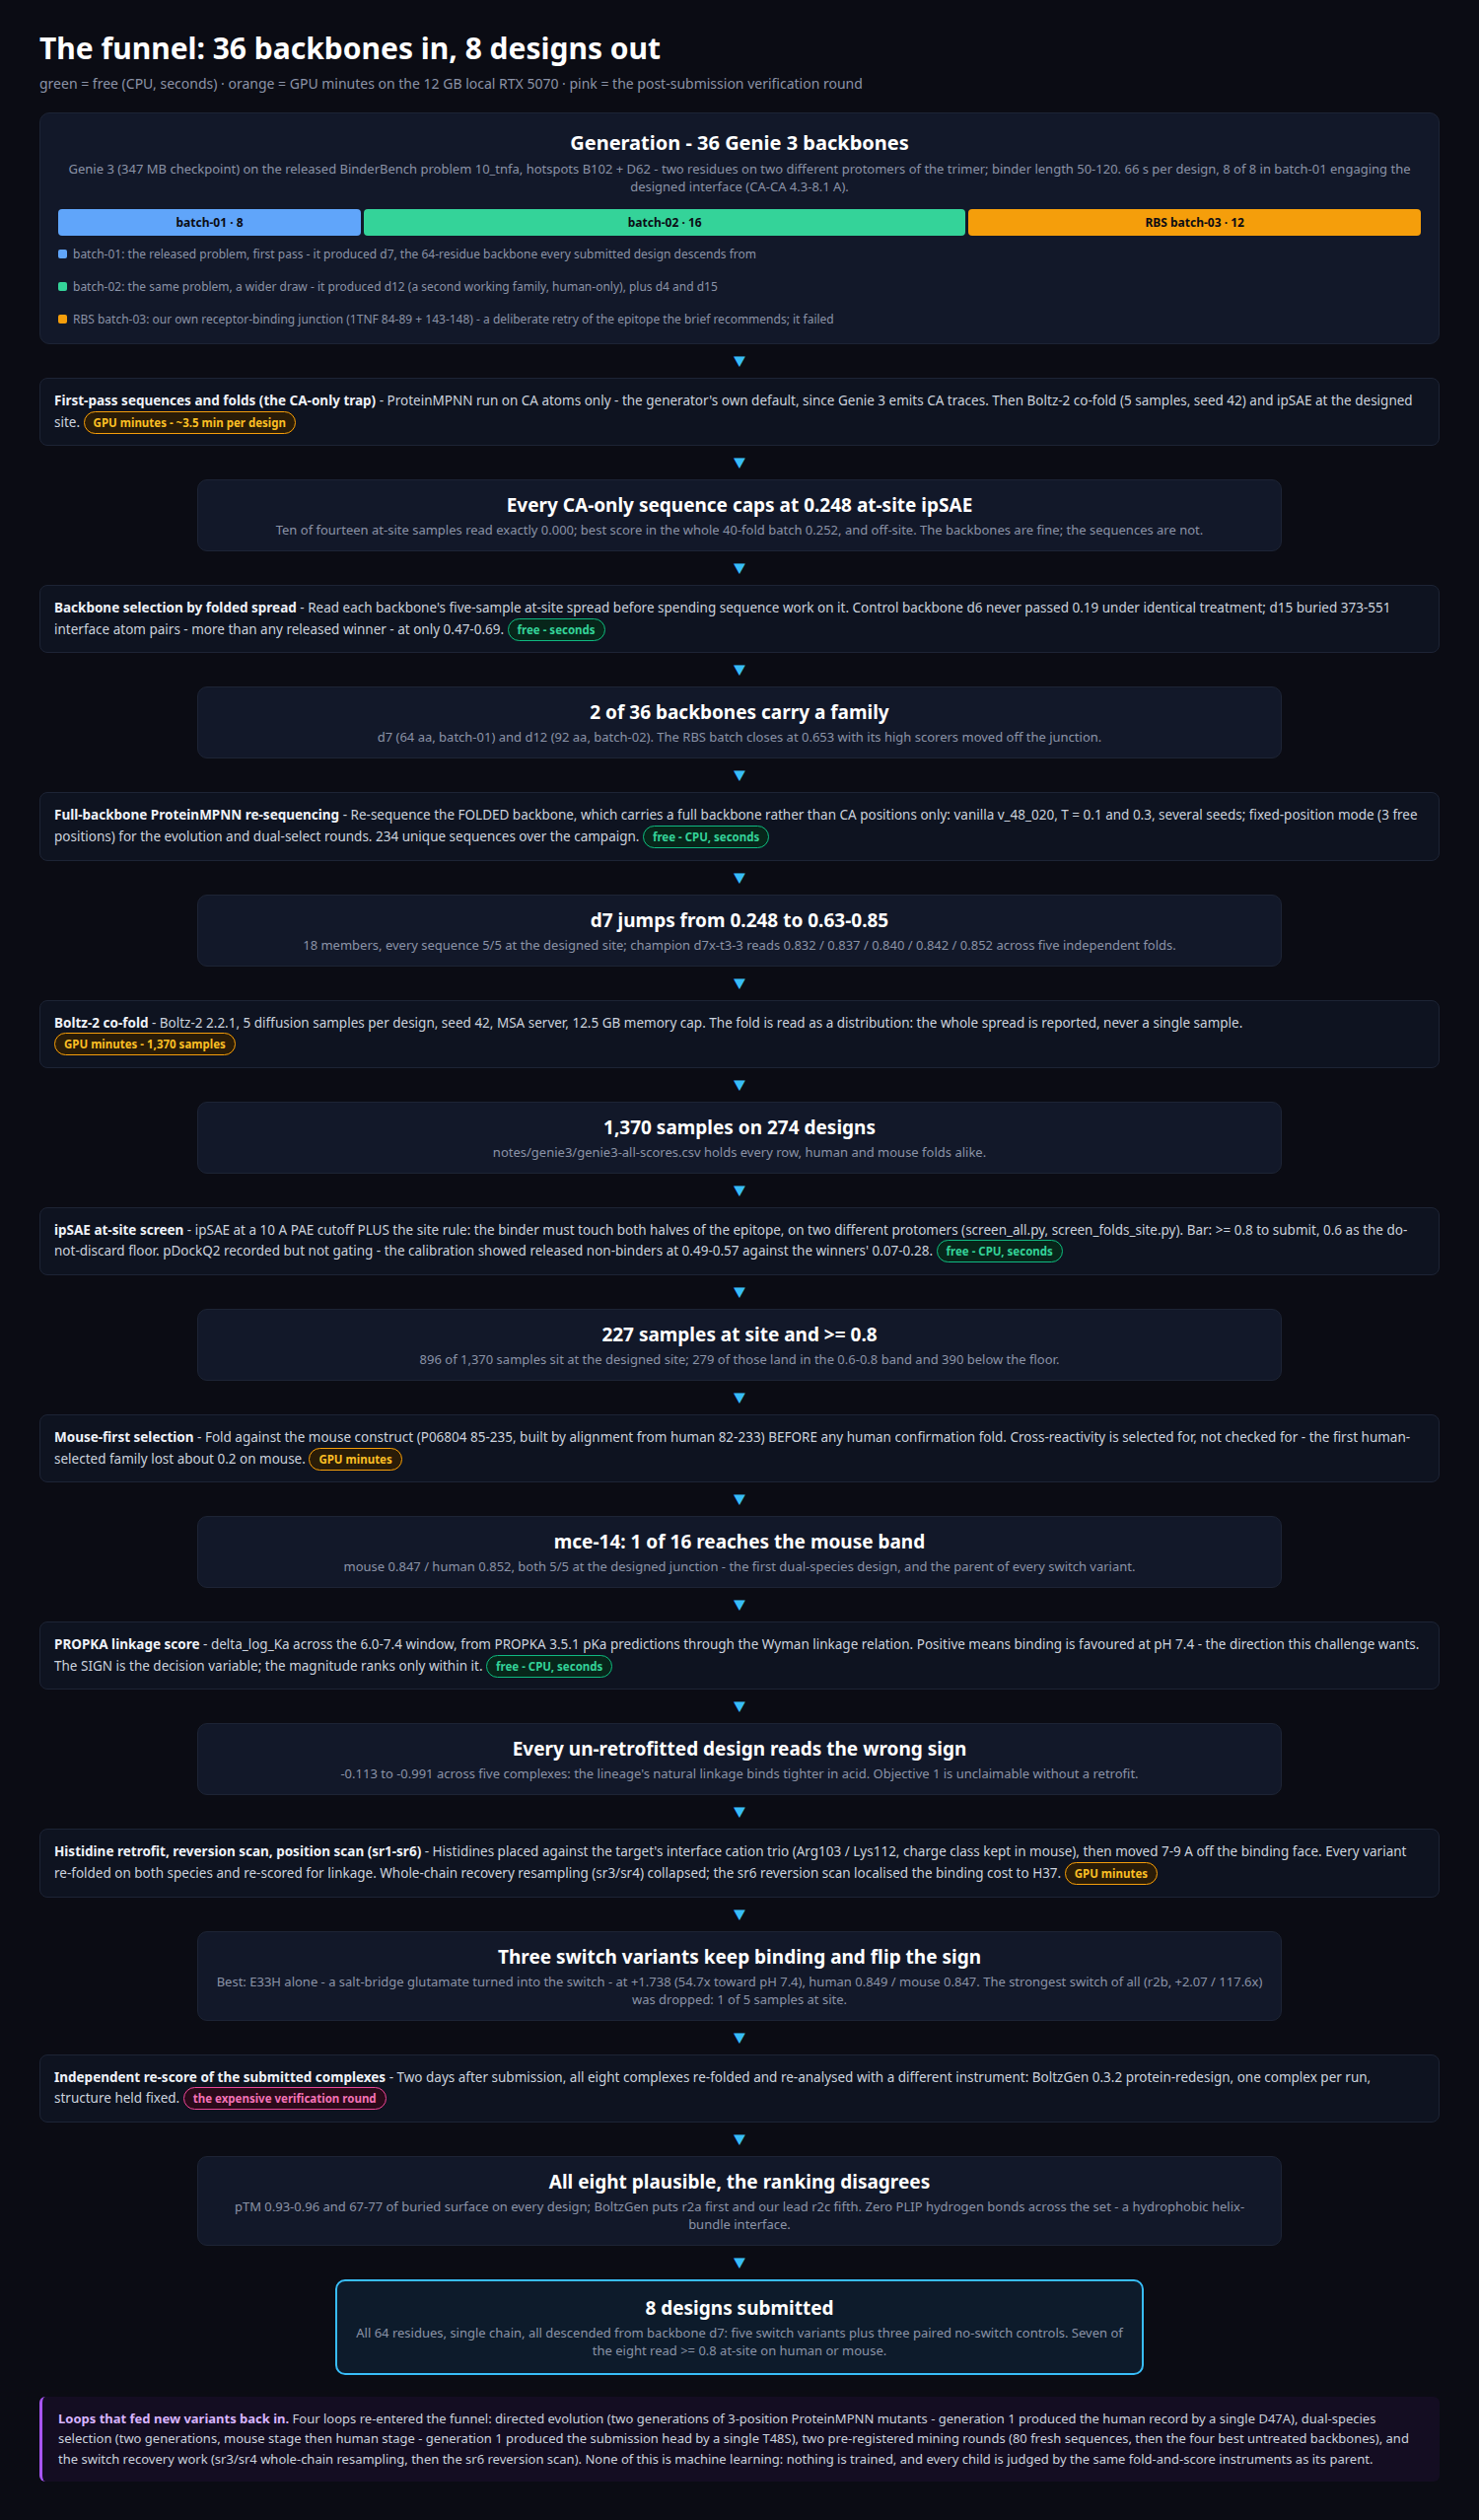 The funnel: 36 backbones in, 8 designs out
green = free (CPU, seconds) · orange = GPU minutes on the 12 GB local RTX 5070 · pink = the post-submission verification round
Generation - 36 Genie 3 backbones
Genie 3 (347 MB checkpoint) on the released BinderBench problem 10_tnfa, hotspots B102 + D62 - two residues on two different protomers of the trimer; binder length 50-120. 66 s per design, 8 of 8 in batch-01 engaging the
designed interface (CA-CA 4.3-8.1 A).
batch-01 · 8
batch-02 · 16
RBS batch-03 · 12
batch-01: the released problem, first pass - it produced d7, the 64-residue backbone every submitted design descends from
batch-02: the same problem, a wider draw - it produced d12 (a second working family, human-only), plus d4 and d15
RBS batch-03: our own receptor-binding junction (1TNF 84-89 + 143-148) - a deliberate retry of the epitope the brief recommends; it failed
▼
First-pass sequences and folds (the CA-only trap) - ProteinMPNN run on CA atoms only - the generator's own default, since Genie 3 emits CA traces. Then Boltz-2 co-fold (5 samples, seed 42) and ipSAE at the designed
site. GPU minutes - ~3.5 min per design
▼
Every CA-only sequence caps at 0.248 at-site ipSAE
Ten of fourteen at-site samples read exactly 0.000; best score in the whole 40-fold batch 0.252, and off-site. The backbones are fine; the sequences are not.
▼
Backbone selection by folded spread - Read each backbone's five-sample at-site spread before spending sequence work on it. Control backbone d6 never passed 0.19 under identical treatment; d15 buried 373-551
interface atom pairs - more than any released winner - at only 0.47-0.69. free - seconds
▼
2 of 36 backbones carry a family
d7 (64 aa, batch-01) and d12 (92 aa, batch-02). The RBS batch closes at 0.653 with its high scorers moved off the junction.
▼
Full-backbone ProteinMPNN re-sequencing - Re-sequence the FOLDED backbone, which carries a full backbone rather than CA positions only: vanilla v_48_020, T = 0.1 and 0.3, several seeds; fixed-position mode (3 free
positions) for the evolution and dual-select rounds. 234 unique sequences over the campaign. free - CPU, seconds
▼
d7 jumps from 0.248 to 0.63-0.85
18 members, every sequence 5/5 at the designed site; champion d7x-t3-3 reads 0.832 / 0.837 / 0.840 / 0.842 / 0.852 across five independent folds.
▼
Boltz-2 co-fold - Boltz-2 2.2.1, 5 diffusion samples per design, seed 42, MSA server, 12.5 GB memory cap. The fold is read as a distribution: the whole spread is reported, never a single sample.
GPU minutes - 1,370 samples
▼
1,370 samples on 274 designs
notes/genie3/genie3-all-scores.csv holds every row, human and mouse folds alike.
▼
ipSAE at-site screen - ipSAE at a 10 A PAE cutoff PLUS the site rule: the binder must touch both halves of the epitope, on two different protomers (screen_all.py, screen_folds_site.py). Bar: >= 0.8 to submit, 0.6 as the do-
not-discard floor. pDockQ2 recorded but not gating - the calibration showed released non-binders at 0.49-0.57 against the winners' 0.07-0.28. free - CPU, seconds
▼
227 samples at site and >= 0.8
896 of 1,370 samples sit at the designed site; 279 of those land in the 0.6-0.8 band and 390 below the floor.
▼
Mouse-first selection - Fold against the mouse construct (P06804 85-235, built by alignment from human 82-233) BEFORE any human confirmation fold. Cross-reactivity is selected for, not checked for - the first human-
selected family lost about 0.2 on mouse. GPU minutes
▼
mce-14: 1 of 16 reaches the mouse band
mouse 0.847 / human 0.852, both 5/5 at the designed junction - the first dual-species design, and the parent of every switch variant.
▼
PROPKA linkage score - delta_log_Ka across the 6.0-7.4 window, from PROPKA 3.5.1 pKa predictions through the Wyman linkage relation. Positive means binding is favoured at pH 7.4 - the direction this challenge wants.
The SIGN is the decision variable; the magnitude ranks only within it. free - CPU, seconds
▼
Every un-retrofitted design reads the wrong sign
-0.113 to -0.991 across five complexes: the lineage's natural linkage binds tighter in acid. Objective 1 is unclaimable without a retrofit.
▼
Histidine retrofit, reversion scan, position scan (sr1-sr6) - Histidines placed against the target's interface cation trio (Arg103 / Lys112, charge class kept in mouse), then moved 7-9 A off the binding face. Every variant
re-folded on both species and re-scored for linkage. Whole-chain recovery resampling (sr3/sr4) collapsed; the sr6 reversion scan localised the binding cost to H37. GPU minutes
▼
Three switch variants keep binding and flip the sign
Best: E33H alone - a salt-bridge glutamate turned into the switch - at +1.738 (54.7x toward pH 7.4), human 0.849 / mouse 0.847. The strongest switch of all (r2b, +2.07 / 117.6x)
was dropped: 1 of 5 samples at site.
▼
Independent re-score of the submitted complexes - Two days after submission, all eight complexes re-folded and re-analysed with a different instrument: BoltzGen 0.3.2 protein-redesign, one complex per run,
structure held fixed. the expensive verification round
▼
All eight plausible, the ranking disagrees
pTM 0.93-0.96 and 67-77 of buried surface on every design; BoltzGen puts r2a first and our lead r2c fifth. Zero PLIP hydrogen bonds across the set - a hydrophobic helix-
bundle interface.
▼
8 designs submitted
All 64 residues, single chain, all descended from backbone d7: five switch variants plus three paired no-switch controls. Seven of
the eight read >= 0.8 at-site on human or mouse.
Loops that fed new variants back in. Four loops re-entered the funnel: directed evolution (two generations of 3-position ProteinMPNN mutants - generation 1 produced the human record by a single D47A), dual-species
selection (two generations, mouse stage then human stage - generation 1 produced the submission head by a single T48S), two pre-registered mining rounds (80 fresh sequences, then the four best untreated backbones), and
the switch recovery work (sr3/sr4 whole-chain resampling, then the sr6 reversion scan). None of this is machine learning: nothing is trained, and every child is judged by the same fold-and-score instruments as its parent.